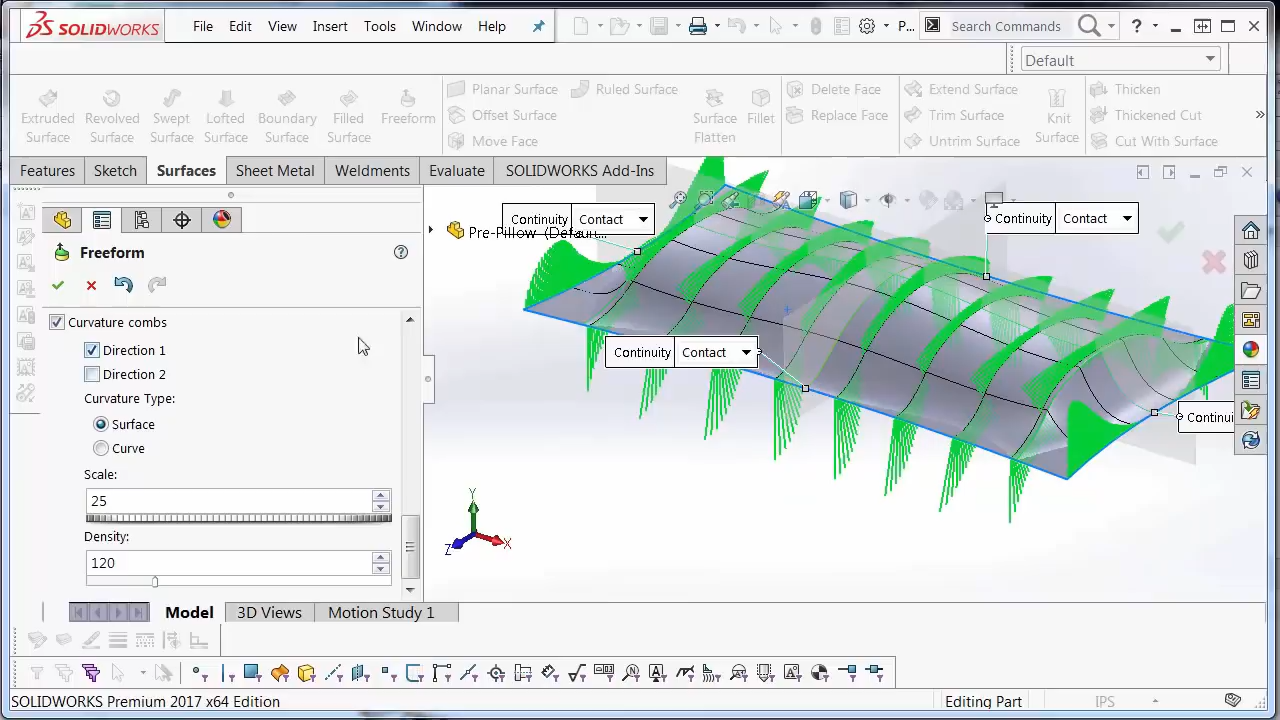 SOLIDWORKS
File Edit View Insert Tools Window Help
P...
Search Commands
?
Default
Extruded Surface
Revolved Surface
Swept Surface
Lofted Surface
Boundary Surface
Filled Surface
Freeform
Planar Surface
Offset Surface
Move Face
Ruled Surface
Surface Flatten
Fillet
Delete Face
Replace Face
Extend Surface
Trim Surface
Untrim Surface
Knit Surface
Thicken
Thickened Cut
Cut With Surface
Features Sketch Surfaces Sheet Metal Weldments Evaluate SOLIDWORKS Add-Ins
Continuity Contact
Continuity Contact
Pre-Pillow (Default...
Freeform
Curvature combs
Direction 1
Direction 2
Curvature Type:
Surface
Curve
Scale:
25
Density:
120
Continuity Contact
Continui
Y
Z
X
Model 3D Views Motion Study 1
SOLIDWORKS Premium 2017 x64 Edition
Editing Part
IPS